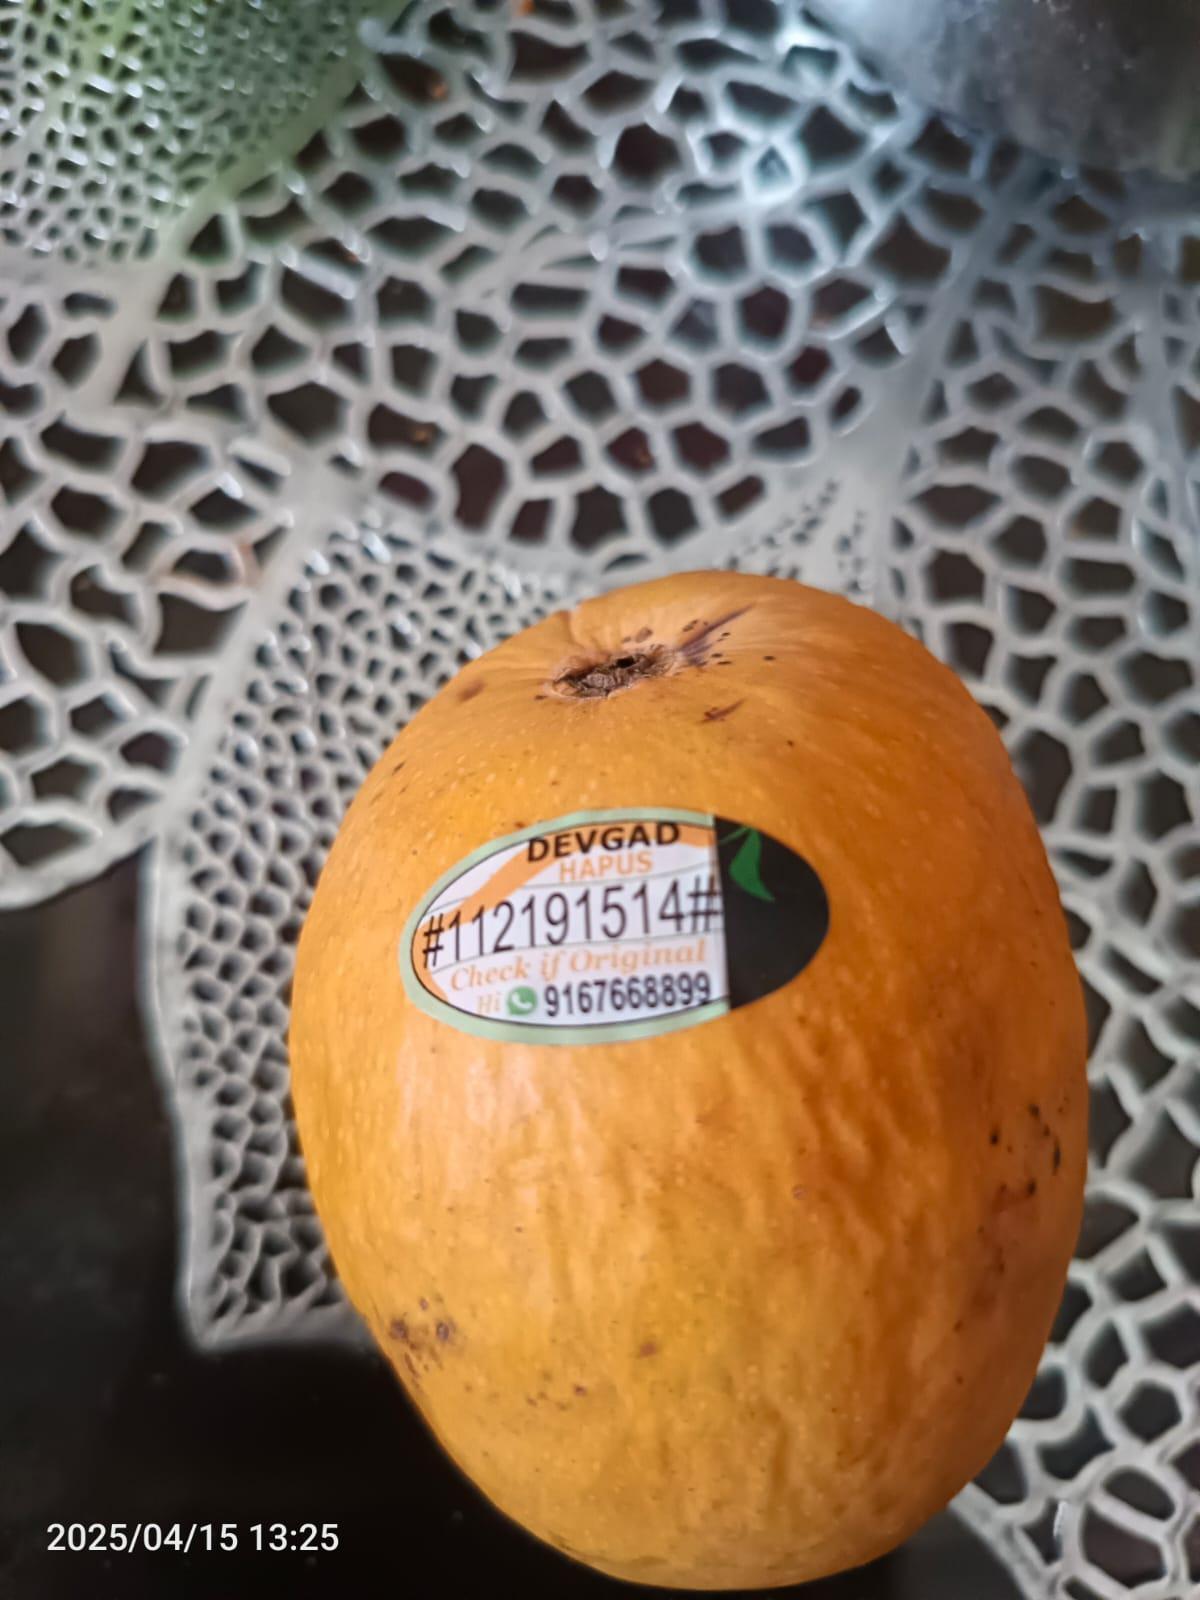 DEVGAD
HAPUS
#112191514#
Check if Original
Hi 9167668899
2025/04/15 13:25